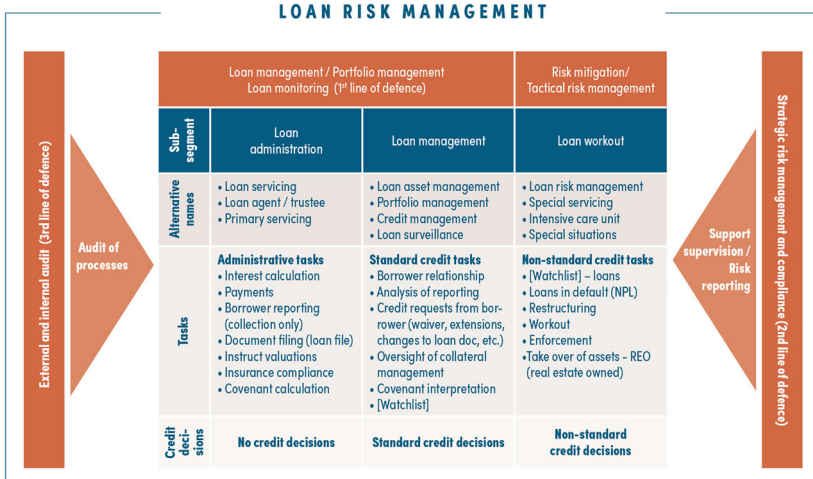 LOAN RISK MANAGEMENT
External and internal audit (3rd line of defence)
Audit of
processes
Loan management / Portfolio management
Loan monitoring (1st line of defence)
Risk mitigation/
Tactical risk management
Sub-
segment
Loan
administration
Loan management
Loan workout
Alternative
names
• Loan servicing
• Loan agent / trustee
• Primary servicing
• Loan asset management
• Portfolio management
• Credit management
• Loan surveillance
• Loan risk management
• Special servicing
• Intensive care unit
• Special situations
Tasks
Administrative tasks
• Interest calculation
• Payments
• Borrower reporting
(collection only)
• Document filing (loan file)
• Instruct valuations
• Insurance compliance
• Covenant calculation
Standard credit tasks
• Borrower relationship
• Analysis of reporting
• Credit requests from bor-
rower (waiver, extensions,
changes to loan doc, etc.)
• Oversight of collateral
management
• Covenant interpretation
• [Watchlist]
Non-standard credit tasks
• [Watchlist] – loans
• Loans in default (NPL)
• Restructuring
• Workout
• Enforcement
•Take over of assets - REO
(real estate owned)
Credit
deci-
sions
No credit decisions
Standard credit decisions
Non-standard
credit decisions
Support
supervision /
Risk
reporting
Strategic risk management and compliance (2nd line of defence)